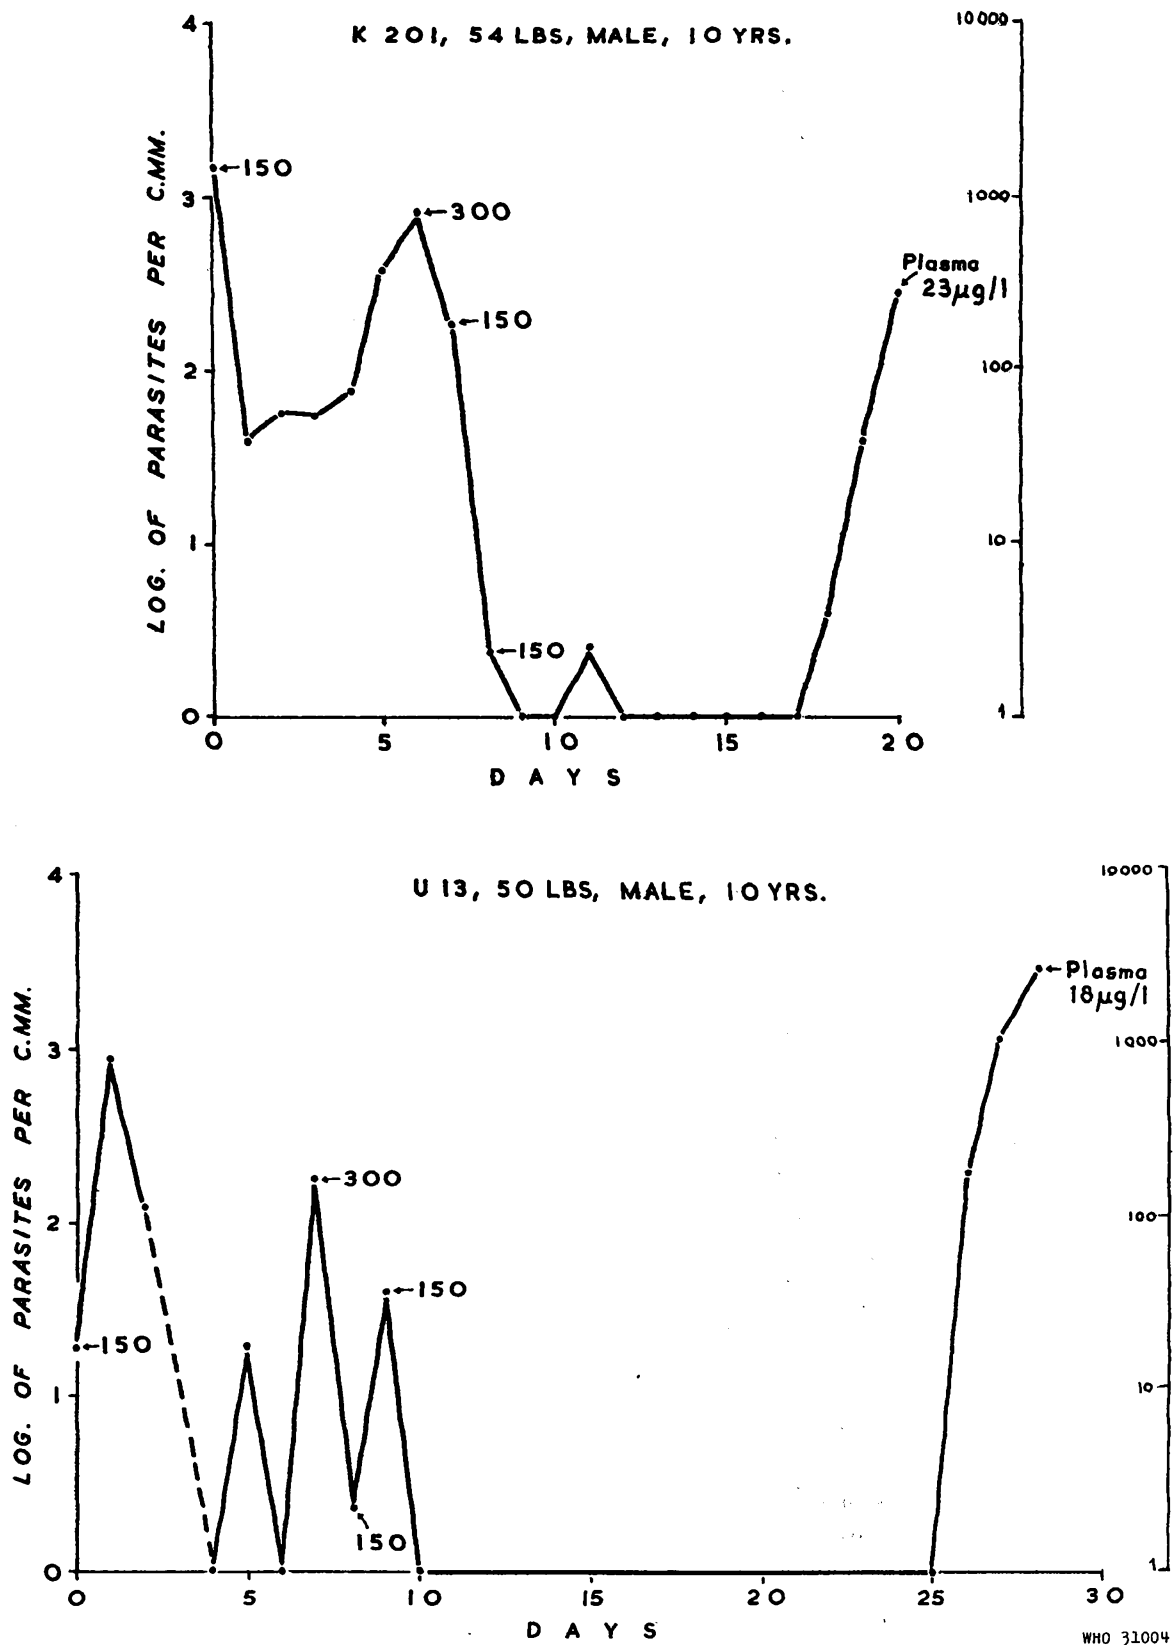 K 201, 54 LBS, MALE, 10 YRS.
LOG. OF PARASITES PER C.MM.
4
3
2
1
0
10000
1000
100
10
1
←150
←300
←150
←150
Plasma
23µg/l
0 5 10 15 20
DAYS
U 13, 50 LBS, MALE, 10 YRS.
LOG. OF PARASITES PER C.MM.
4
3
2
1
0
10000
1000
100
10
1
←150
←300
←150
150
←Plasma
18µg/l
0 5 10 15 20 25 30
DAYS
WHO 31004